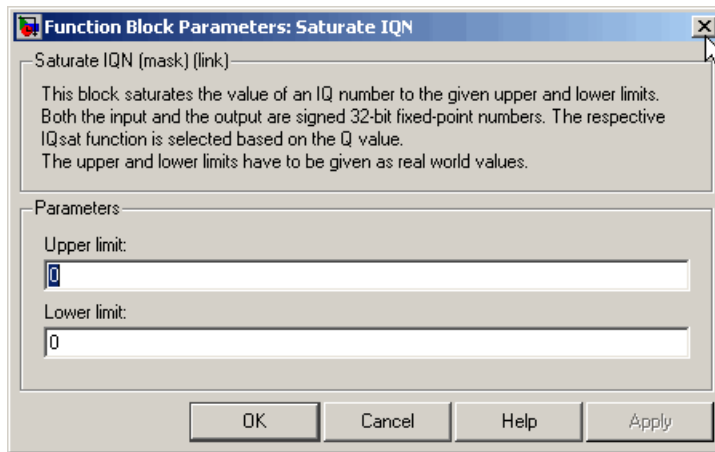 Function Block Parameters: Saturate IQN
Saturate IQN (mask) (link)
This block saturates the value of an IQ number to the given upper and lower limits.
Both the input and the output are signed 32-bit fixed-point numbers. The respective
IQsat function is selected based on the Q value.
The upper and lower limits have to be given as real world values.
Parameters
Upper limit:
0
Lower limit:
0
OK Cancel Help Apply